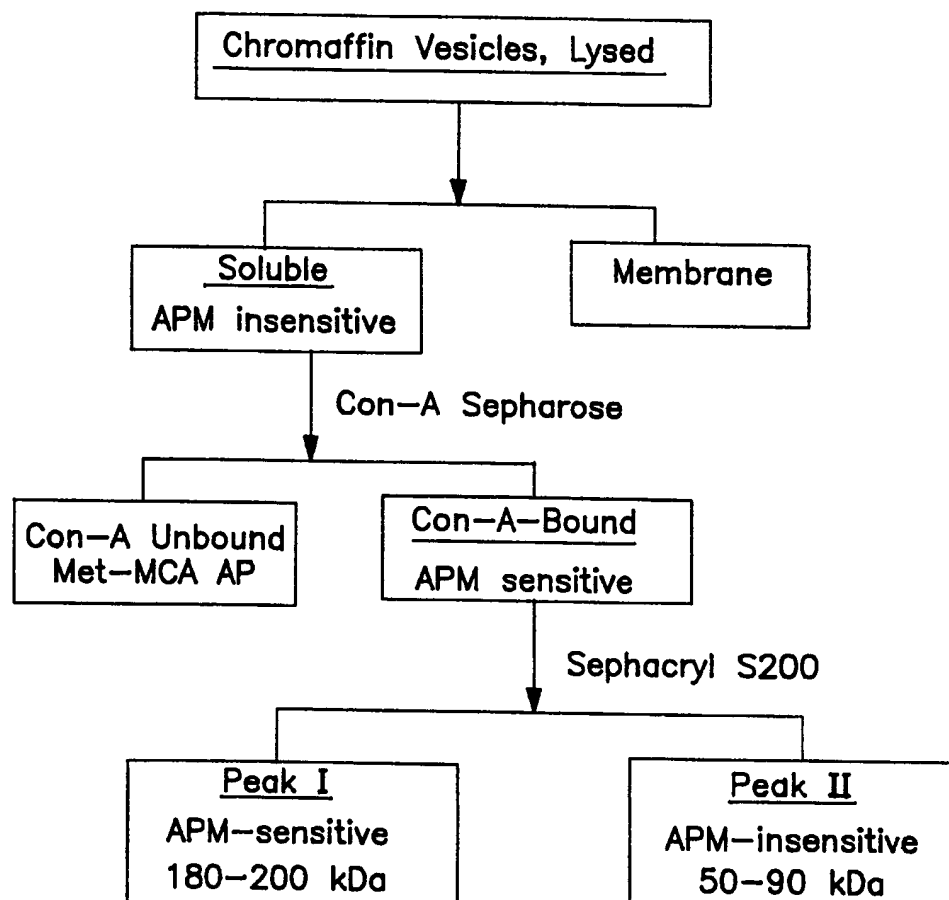 Chromaffin Vesicles, Lysed
Soluble
APM insensitive
Membrane
Con-A Sepharose
Con-A Unbound
Met-MCA AP
Con-A-Bound
APM sensitive
Sephacryl S200
Peak I
APM-sensitive
180-200 kDa
Peak II
APM-insensitive
50-90 kDa